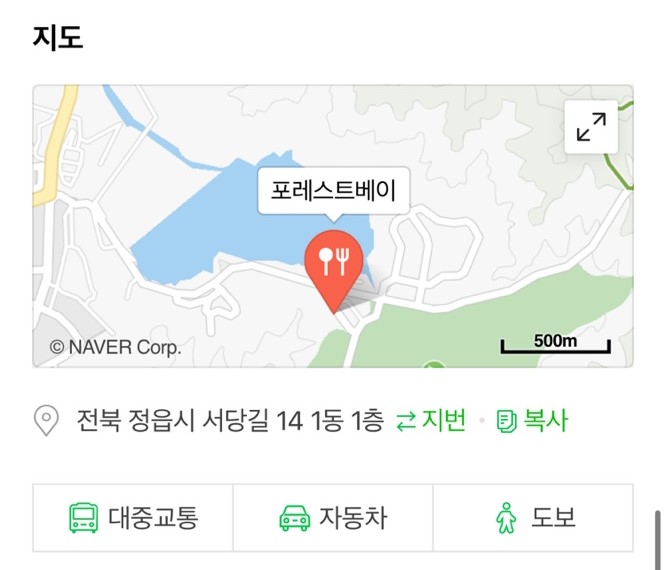 지도
포레스트베이
© NAVER Corp.
500m
전북 정읍시 서당길 14 1동 1층 지번 복사
대중교통 자동차 도보